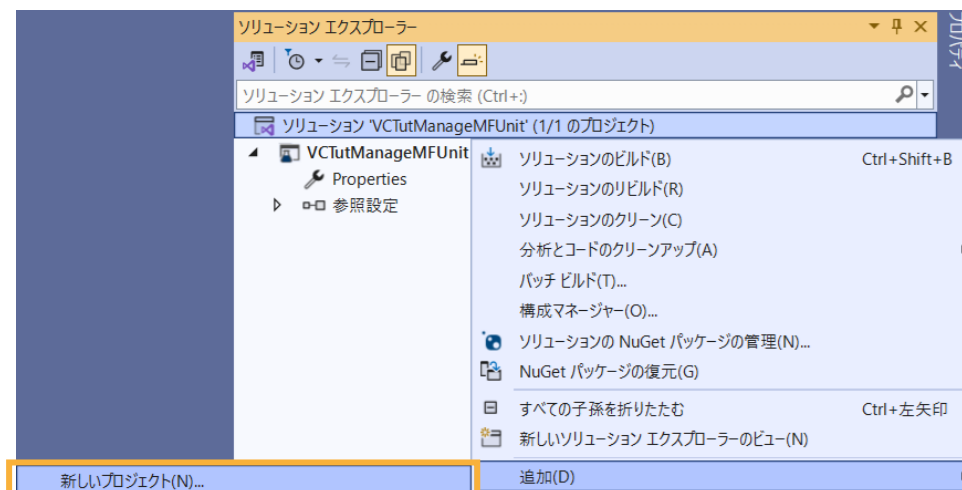 ソリューション エクスプローラー
プロパティ
ソリューション エクスプローラー の検索 (Ctrl+:)
ソリューション 'VCTutManageMFUnit' (1/1 のプロジェクト)
VCTutManageMFUnit
Properties
参照設定
ソリューションのビルド(B) Ctrl+Shift+B
ソリューションのリビルド(R)
ソリューションのクリーン(C)
分析とコードのクリーンアップ(A)
バッチ ビルド(T)...
構成マネージャー(O)...
ソリューションの NuGet パッケージの管理(N)...
NuGet パッケージの復元(G)
すべての子孫を折りたたむ Ctrl+左矢印
新しいソリューション エクスプローラーのビュー(N)
追加(D)
新しいプロジェクト(N)...